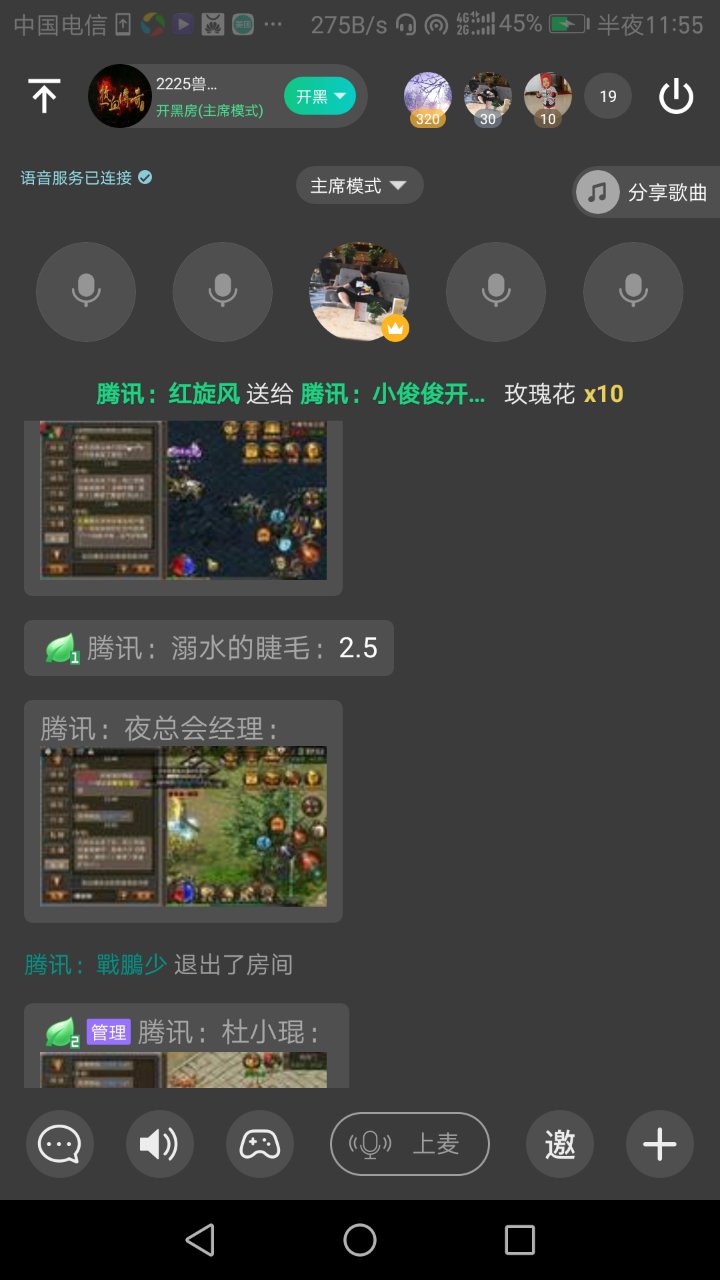 中国电信 275B/s 4G 2G 45% 半夜11:55
2225兽...
开黑房(主席模式)
开黑
320 30 10 19
语音服务已连接
主席模式
分享歌曲
腾讯：红旋风 送给 腾讯：小俊俊开... 玫瑰花 x10
1 腾讯：溺水的睫毛：2.5
腾讯：夜总会经理：
腾讯：戰鵬少 退出了房间
2 管理 腾讯：杜小琨：
上麦 邀